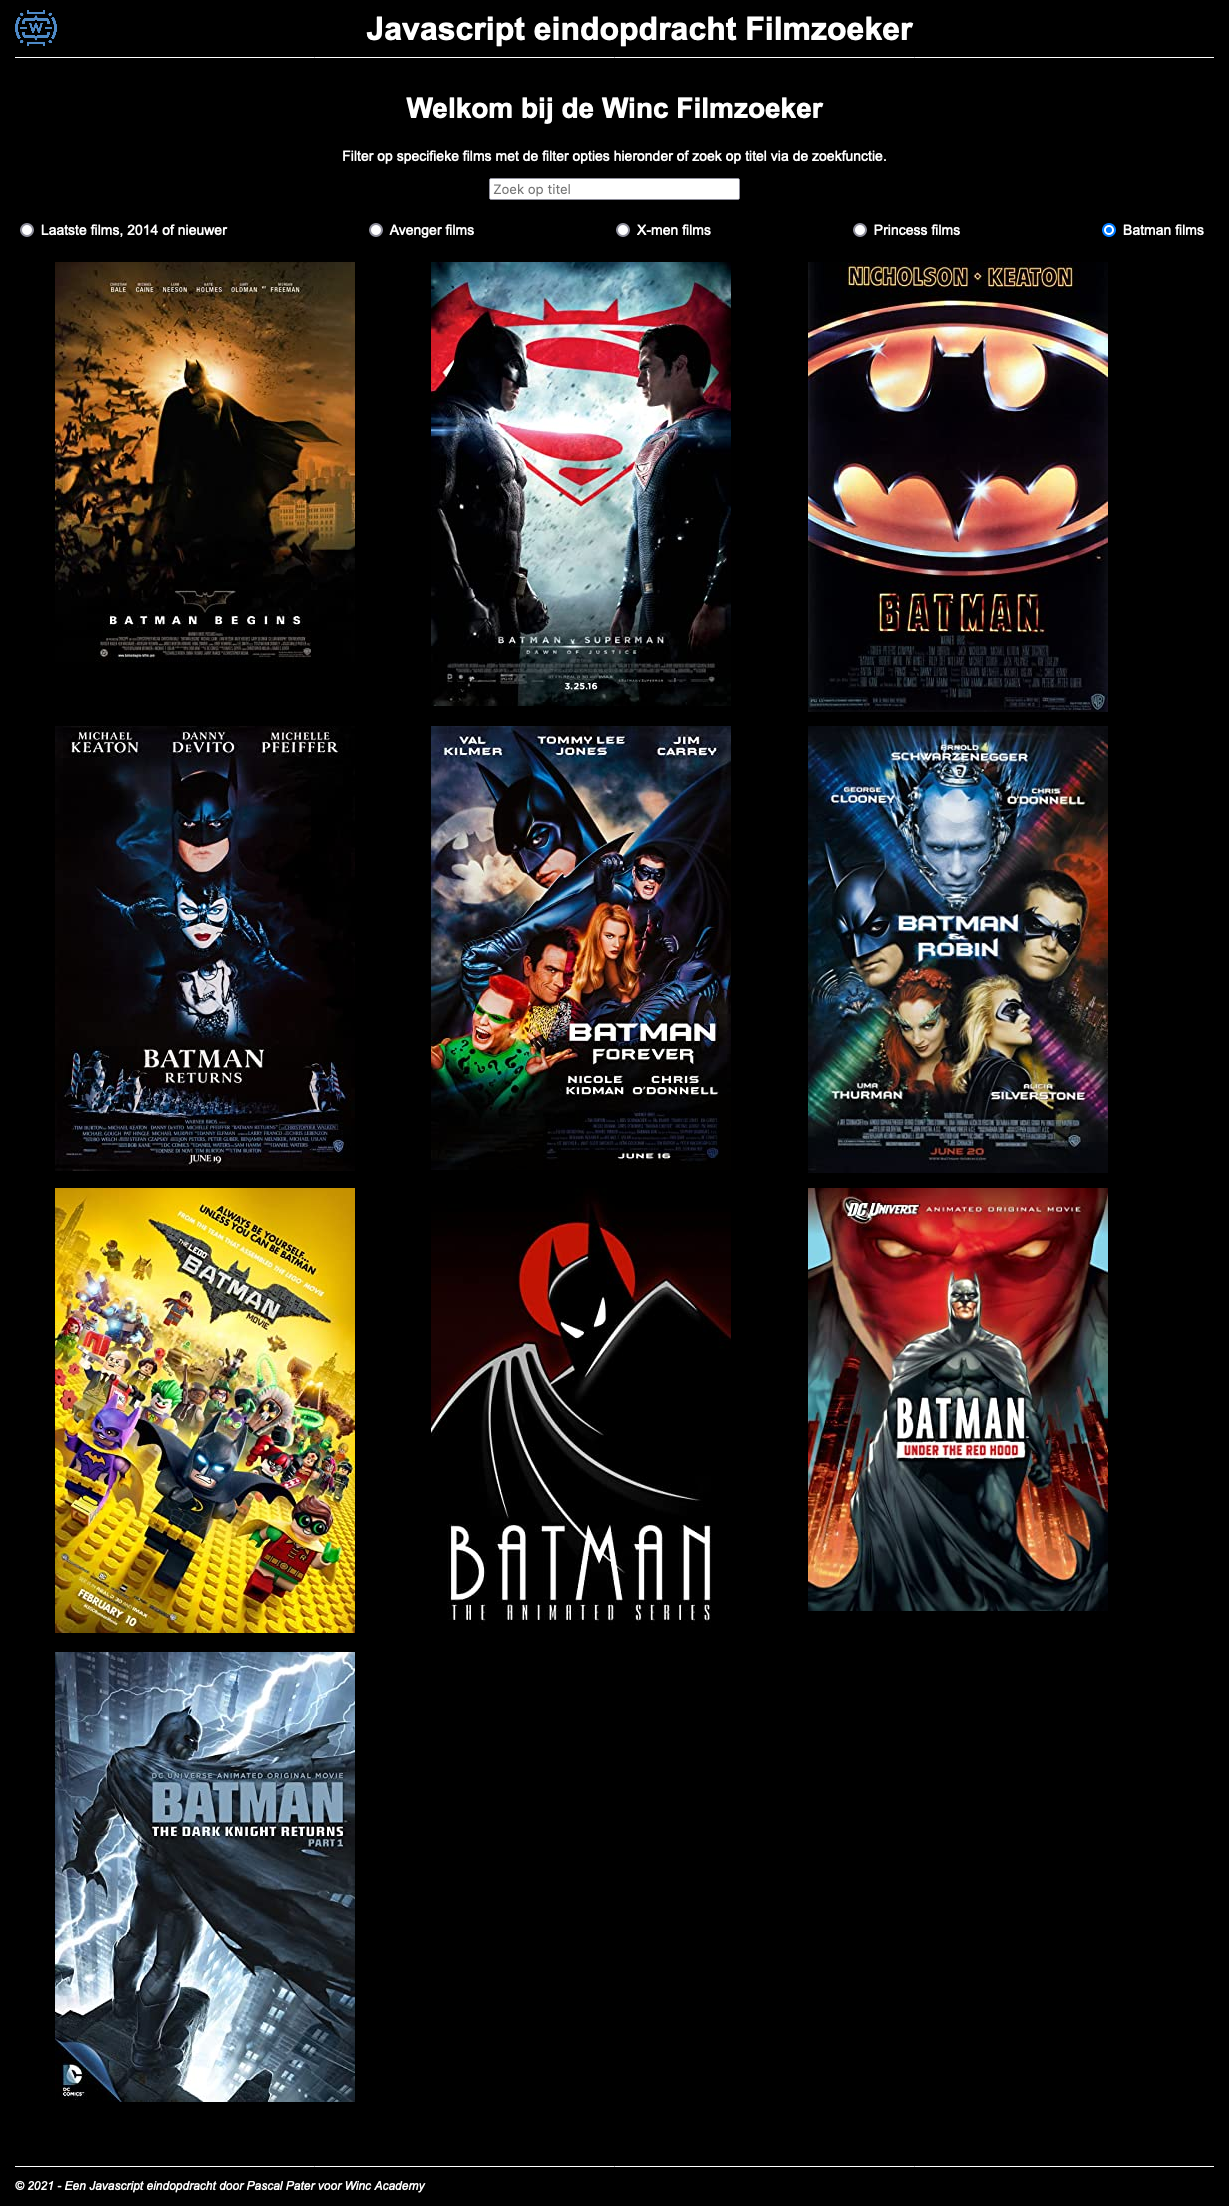 W
Javascript eindopdracht Filmzoeker
Welkom bij de Winc Filmzoeker
Filter op specifieke films met de filter opties hieronder of zoek op titel via de zoekfunctie.
Zoek op titel
Laatste films, 2014 of nieuwer
Avenger films
X-men films
Princess films
Batman films
CHRISTIAN BALE MICHAEL CAINE LIAM NEESON KATIE HOLMES GARY OLDMAN AND MORGAN FREEMAN
BATMAN BEGINS
BATMAN v SUPERMAN
DAWN OF JUSTICE
3.25.16
NICHOLSON • KEATON
BATMAN
MICHAEL KEATON
DANNY DEVITO
MICHELLE PFEIFFER
BATMAN
RETURNS
JUNE 19
VAL KILMER
TOMMY LEE JONES
JIM CARREY
BATMAN
FOREVER
NICOLE KIDMAN
CHRIS O'DONNELL
JUNE 16
ARNOLD
SCHWARZENEGGER
GEORGE CLOONEY
CHRIS O'DONNELL
BATMAN
&
ROBIN
UMA THURMAN
ALICIA SILVERSTONE
JUNE 20
ALWAYS BE YOURSELF...
UNLESS YOU CAN BE BATMAN
FROM THE TEAM THAT ASSEMBLED THE LEGO MOVIE
THE LEGO
BATMAN
MOVIE
FEBRUARY 10
BATMAN
THE ANIMATED SERIES
DC UNIVERSE ANIMATED ORIGINAL MOVIE
BATMAN
UNDER THE RED HOOD
DC UNIVERSE ANIMATED ORIGINAL MOVIE
BATMAN
THE DARK KNIGHT RETURNS
PART 1
DC COMICS
© 2021 - Een Javascript eindopdracht door Pascal Pater voor Winc Academy